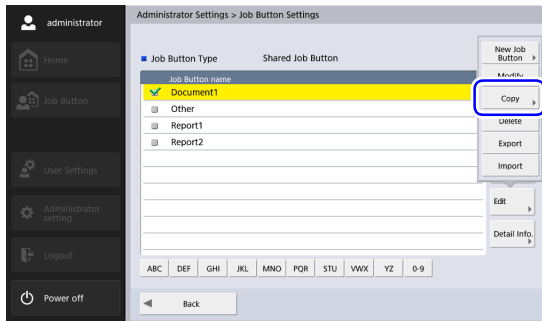 administrator
Home
Job Button
User Settings
Administrator
setting
Logout
Power off
Administrator Settings > Job Button Settings
Job Button Type Shared Job Button
Job Button name
Document1
Other
Report1
Report2
New Job
Button
Modify
Copy
Delete
Export
Import
Edit
Detail Info.
ABC DEF GHI JKL MNO PQR STU VWX YZ 0-9
Back